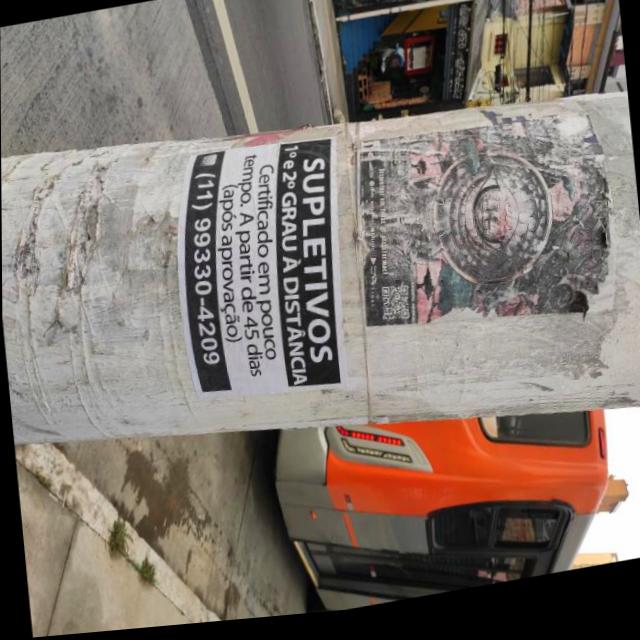 SUPLETIVOS
1º 2º GRAU A DISTÂNCIA
Certificado em pouco
tempo. A partir de 45 dias
(após aprovação)
(11) 99330-4209